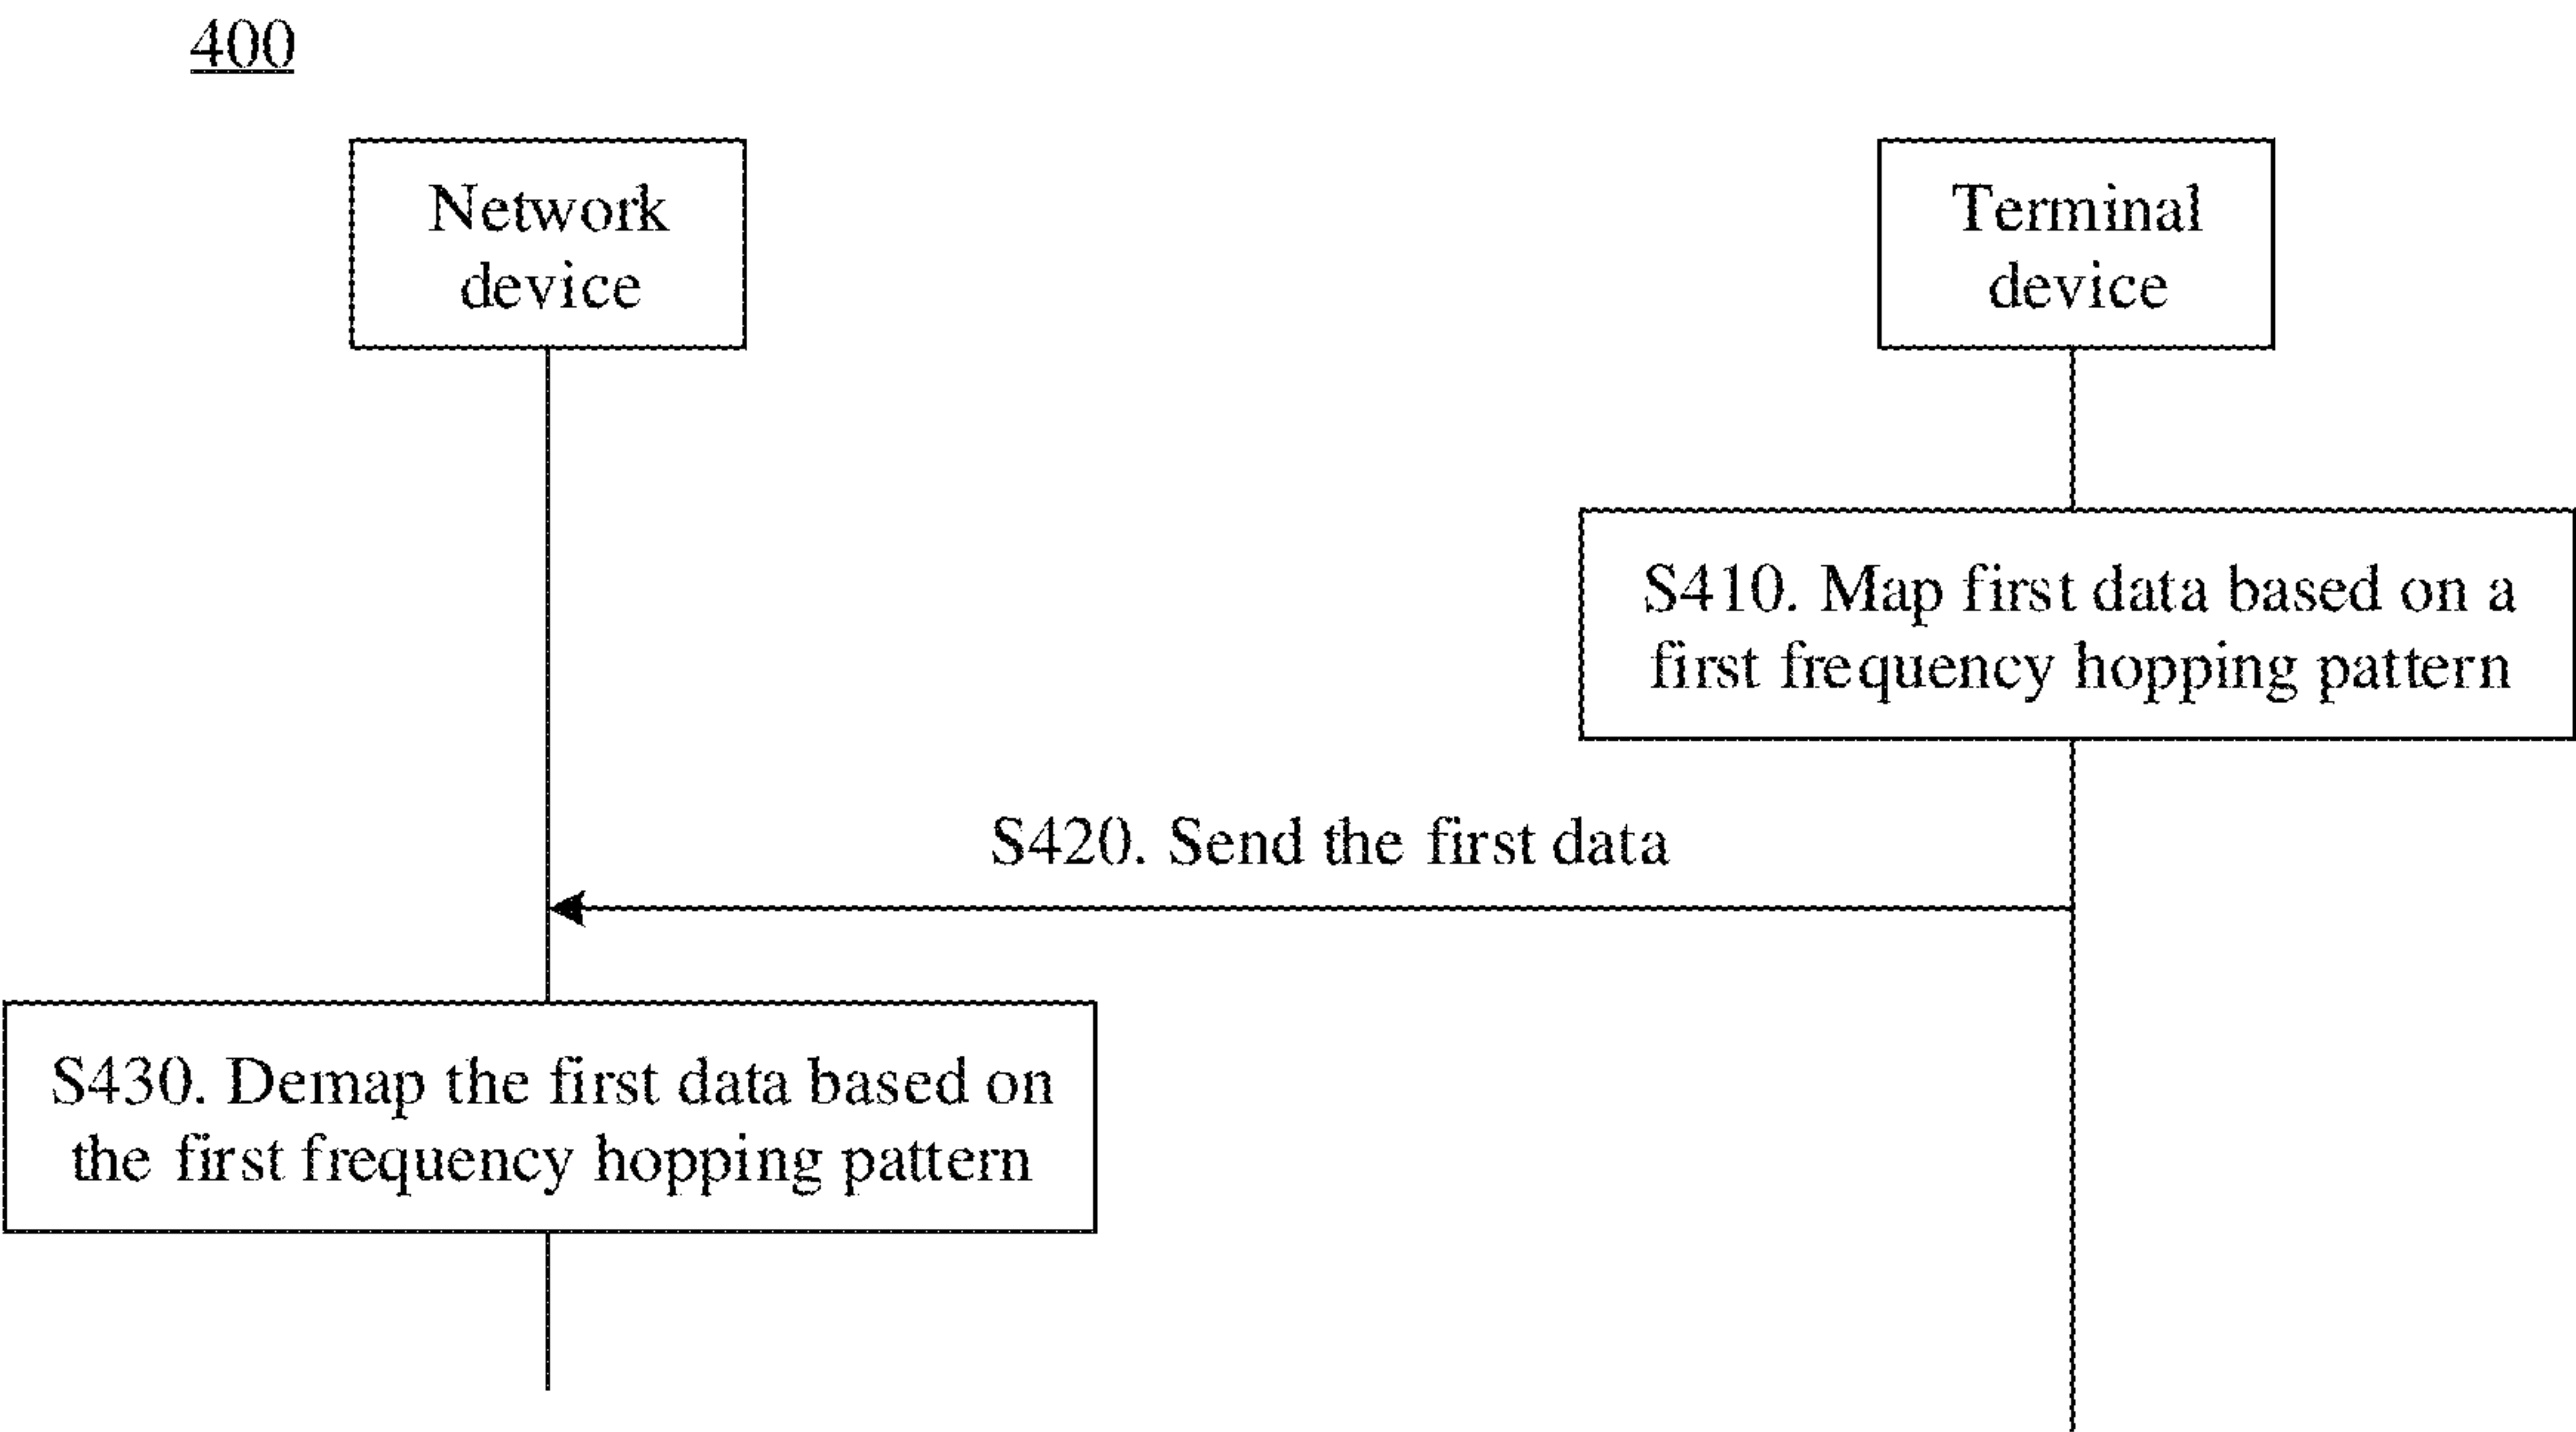 400
Network
device
Terminal
device
S410. Map first data based on a
first frequency hopping pattern
S420. Send the first data
S430. Demap the first data based on
the first frequency hopping pattern